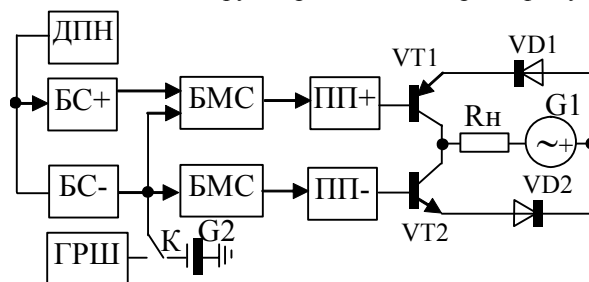 ДПН
БС+
БМС
ПП+
VT1
VD1
G1
Rн
~+
БС-
БМС
ПП-
VD2
VT2
ГРШ
К
G2